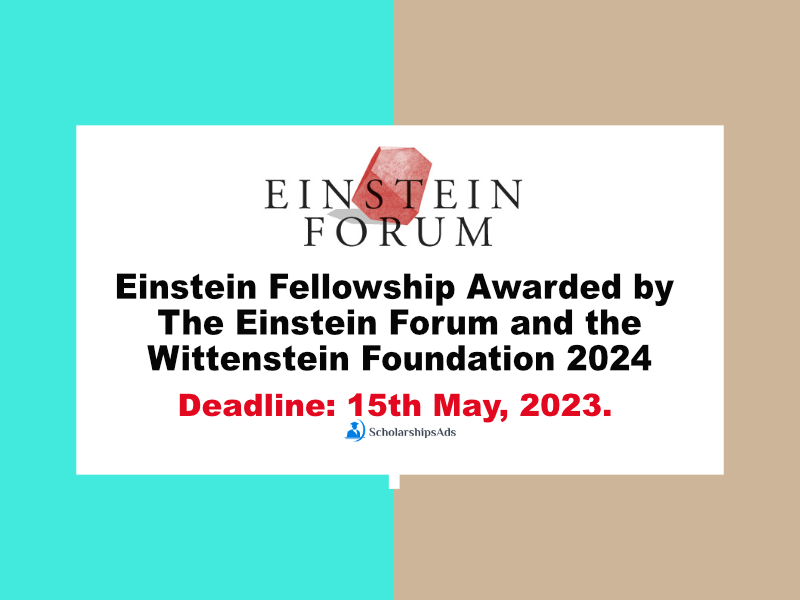 EINSTEIN
FORUM
Einstein Fellowship Awarded by
The Einstein Forum and the
Wittenstein Foundation 2024
Deadline: 15th May, 2023.
ScholarshipsAds